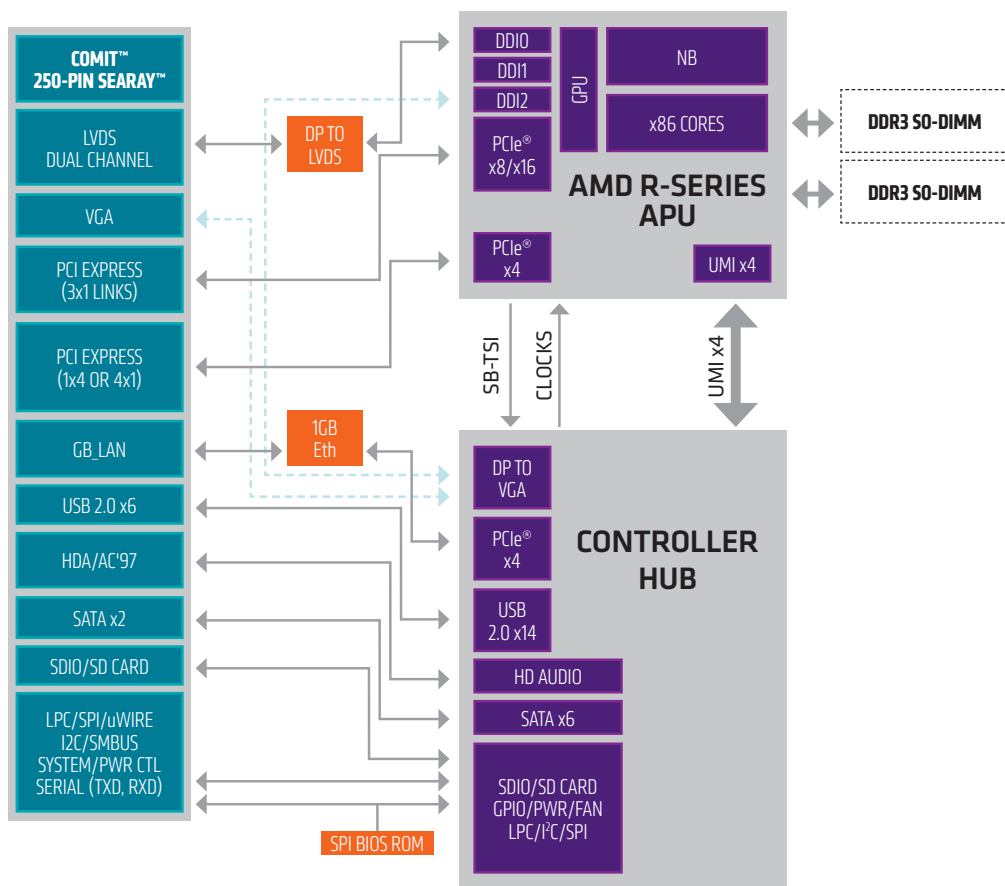 COMIT™
250-PIN SEARAY™
LVDS
DUAL CHANNEL
VGA
PCI EXPRESS
(3x1 LINKS)
PCI EXPRESS
(1x4 OR 4x1)
GB_LAN
USB 2.0 x6
HDA/AC'97
SATA x2
SDIO/SD CARD
LPC/SPI/uWIRE
I2C/SMBUS
SYSTEM/PWR CTL
SERIAL (TXD, RXD)
DP TO
LVDS
1GB
Eth
SPI BIOS ROM
DDI0
DDI1
DDI2
PCIe®
x8/x16
GPU
NB
x86 CORES
AMD R-SERIES
APU
PCIe®
x4
UMI x4
DDR3 SO-DIMM
DDR3 SO-DIMM
SB-TSI
CLOCKS
UMI x4
DP TO
VGA
PCIe®
x4
USB
2.0 x14
HD AUDIO
SATA x6
SDIO/SD CARD
GPIO/PWR/FAN
LPC/I²C/SPI
CONTROLLER
HUB